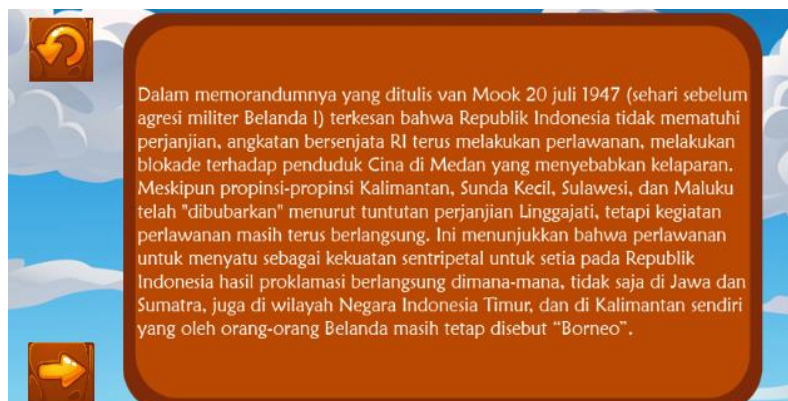 Dalam memorandumnya yang ditulis van Mook 20 juli 1947 (sehari sebelum
agresi militer Belanda I) terkesan bahwa Republik Indonesia tidak mematuhi
perjanjian, angkatan bersenjata RI terus melakukan perlawanan, melakukan
blokade terhadap penduduk Cina di Medan yang menyebabkan kelaparan.
Meskipun propinsi-propinsi Kalimantan, Sunda Kecil, Sulawesi, dan Maluku
telah "dibubarkan" menurut tuntutan perjanjian Linggajati, tetapi kegiatan
perlawanan masih terus berlangsung. Ini menunjukkan bahwa perlawanan
untuk menyatu sebagai kekuatan sentripetal untuk setia pada Republik
Indonesia hasil proklamasi berlangsung dimana-mana, tidak saja di Jawa dan
Sumatra, juga di wilayah Negara Indonesia Timur, dan di Kalimantan sendiri
yang oleh orang-orang Belanda masih tetap disebut “Borneo”.